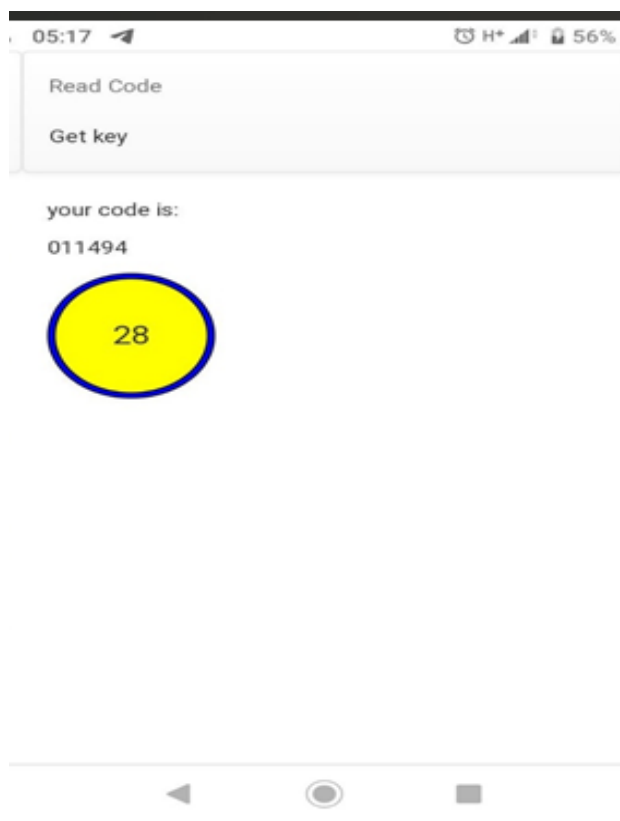 05:17 H+ 56%
Read Code
Get key
your code is:
011494
28